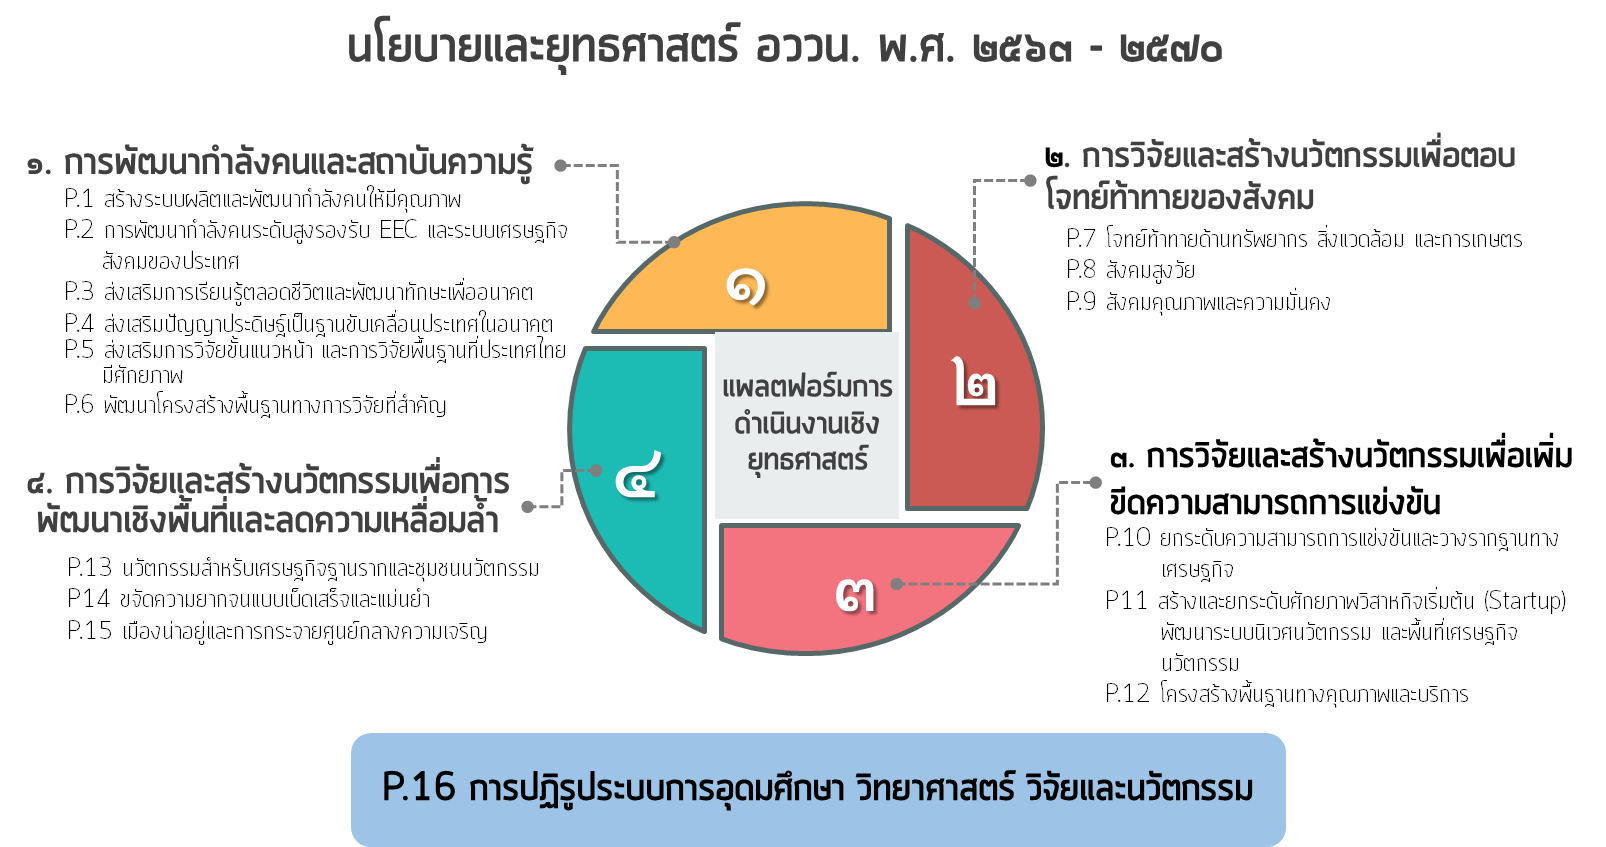 นโยบายและยุทธศาสตร์ อววน. พ.ศ. ๒๕๖๓ - ๒๕๗๐
๑. การพัฒนากำลังคนและสถาบันความรู้
P.1 สร้างระบบผลิตและพัฒนากำลังคนให้มีคุณภาพ
P.2 การพัฒนากำลังคนระดับสูงรองรับ EEC และระบบเศรษฐกิจ
สังคมของประเทศ
P.3 ส่งเสริมการเรียนรู้ตลอดชีวิตและพัฒนาทักษะเพื่ออนาคต
P.4 ส่งเสริมปัญญาประดิษฐ์เป็นฐานขับเคลื่อนประเทศในอนาคต
P.5 ส่งเสริมการวิจัยขั้นแนวหน้า และการวิจัยพื้นฐานที่ประเทศไทย
มีศักยภาพ
P.6 พัฒนาโครงสร้างพื้นฐานทางการวิจัยที่สำคัญ
๒. การวิจัยและสร้างนวัตกรรมเพื่อตอบ
โจทย์ท้าทายของสังคม
P.7 โจทย์ท้าทายด้านทรัพยากร สิ่งแวดล้อม และการเกษตร
P.8 สังคมสูงวัย
P.9 สังคมคุณภาพและความมั่นคง
๑
๒
๓
๔
แพลตฟอร์มการ
ดำเนินงานเชิง
ยุทธศาสตร์
๔. การวิจัยและสร้างนวัตกรรมเพื่อการ
พัฒนาเชิงพื้นที่และลดความเหลื่อมล้ำ
P.13 นวัตกรรมสำหรับเศรษฐกิจฐานรากและชุมชนนวัตกรรม
P14 ขจัดความยากจนแบบเบ็ดเสร็จและแม่นยำ
P.15 เมืองน่าอยู่และการกระจายศูนย์กลางความเจริญ
๓. การวิจัยและสร้างนวัตกรรมเพื่อเพิ่ม
ขีดความสามารถการแข่งขัน
P.10 ยกระดับความสามารถการแข่งขันและวางรากฐานทาง
เศรษฐกิจ
P11 สร้างและยกระดับศักยภาพวิสาหกิจเริ่มต้น (Startup)
พัฒนาระบบนิเวศนวัตกรรม และพื้นที่เศรษฐกิจ
นวัตกรรม
P.12 โครงสร้างพื้นฐานทางคุณภาพและบริการ
P.16 การปฏิรูประบบการอุดมศึกษา วิทยาศาสตร์ วิจัยและนวัตกรรม